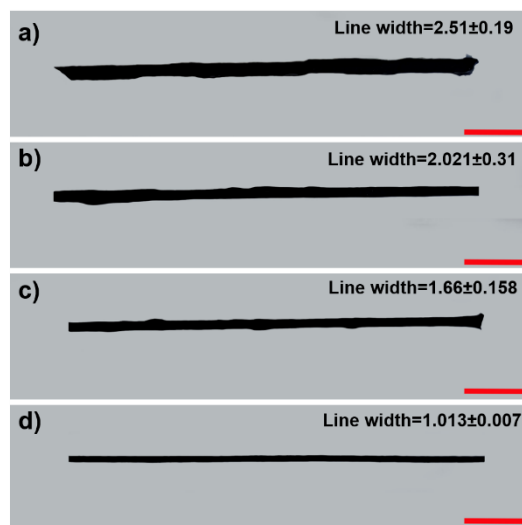 a)
Line width=2.51±0.19
b)
Line width=2.021±0.31
c)
Line width=1.66±0.158
d)
Line width=1.013±0.007